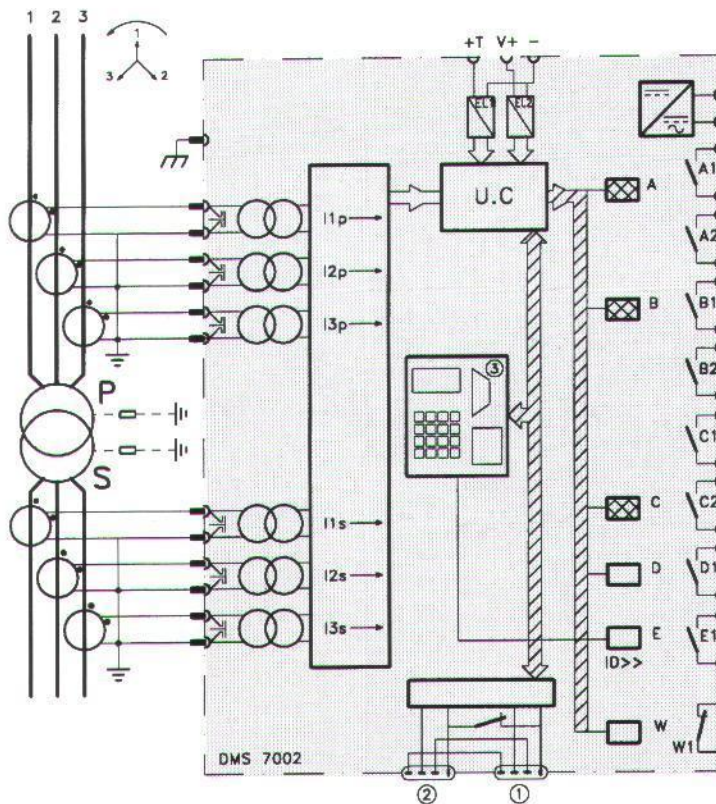 1 2 3
1
3 2
+T V+ -
EL1 EL2
U.C
A
A1
A2
I1p
I2p
I3p
B
B1
B2
③
P
S
C1
C
C2
I1s
I2s
I3s
D
D1
E
E1
ID>>
W
W1
DMS 7002
② ①